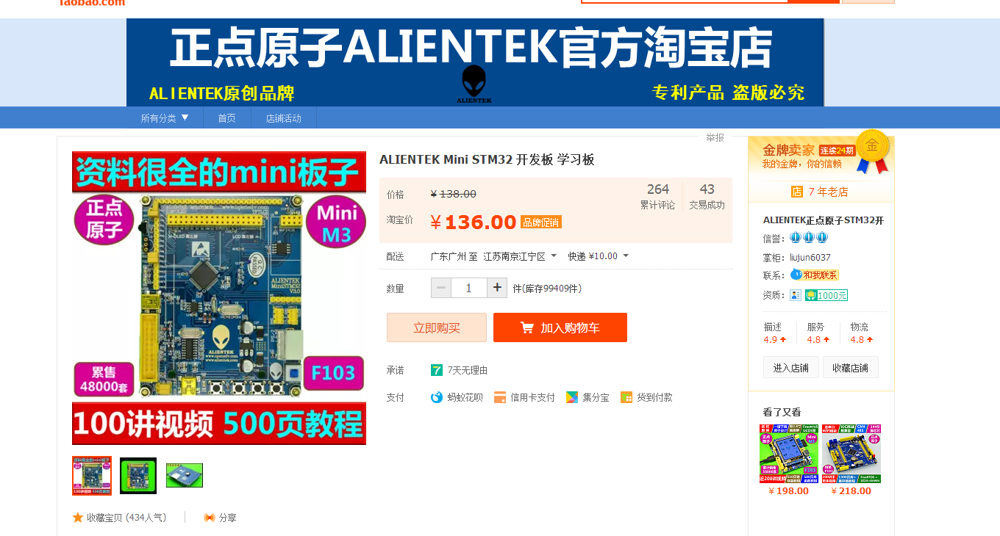 taobao.com
正点原子ALIENTEK官方淘宝店
ALIENTEK原创品牌
ALIENTEK
专利产品 盗版必究
所有分类 首页 店铺活动
举报
资料很全的mini板子
正点
原子
Mini
M3
www.openedv.com
ALIENTEK
MiniSTM32
V3.0
ALIENTEK
www.openedv.com
累售
48000套
F103
100讲视频 500页教程
收藏宝贝 (434人气)
分享
ALIENTEK Mini STM32 开发板 学习板
价格 ¥ 138.00
264 累计评论
43 交易成功
淘宝价 ¥ 136.00 品牌促销
配送 广东广州 至 江苏南京江宁区 快递 ¥10.00
数量 − 1 + 件(库存99409件)
立即购买 加入购物车
承诺 7 7天无理由
支付 蚂蚁花呗 信用卡支付 集分宝 货到付款
金牌卖家 连续24期
金
我的金牌，你的信赖
店 7 年老店
ALIENTEK正点原子STM32开
信誉：
掌柜：liujun6037
联系：和我联系
资质：1000元
描述 服务 物流
4.9 4.8 4.8
进入店铺 收藏店铺
看了又看
¥ 198.00 ¥ 218.00